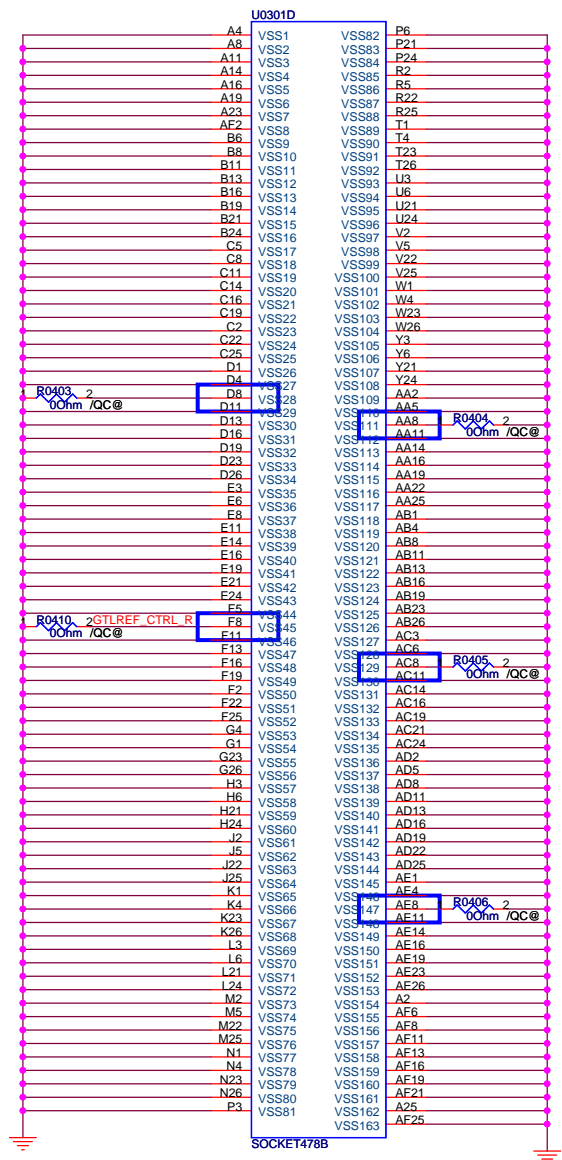 U0301D
A4 VSS1 VSS82 P6
A8 VSS2 VSS83 P21
A11 VSS3 VSS84 P24
A14 VSS4 VSS85 R2
A16 VSS5 VSS86 R5
A19 VSS6 VSS87 R22
A23 VSS7 VSS88 R25
AF2 VSS8 VSS89 T1
B6 VSS9 VSS90 T4
B8 VSS10 VSS91 T23
B11 VSS11 VSS92 T26
B13 VSS12 VSS93 U3
B16 VSS13 VSS94 U6
B19 VSS14 VSS95 U21
B21 VSS15 VSS96 U24
B24 VSS16 VSS97 V2
C5 VSS17 VSS98 V5
C8 VSS18 VSS99 V22
C11 VSS19 VSS100 V25
C14 VSS20 VSS101 W1
C16 VSS21 VSS102 W4
C19 VSS22 VSS103 W23
C2 VSS23 VSS104 W26
C22 VSS24 VSS105 Y3
C25 VSS25 VSS106 Y6
D1 VSS26 VSS107 Y21
D4 VSS27 VSS108 Y24
1 R0403 2 D8 VSS28 VSS109 AA2
0Ohm /QC@
D11 VSS29 VSS110 AA5
D13 VSS30 VSS111 AA8 1 R0404 2
0Ohm /QC@
D16 VSS31 VSS112 AA11
D19 VSS32 VSS113 AA14
D23 VSS33 VSS114 AA16
D26 VSS34 VSS115 AA19
E3 VSS35 VSS116 AA22
E6 VSS36 VSS117 AA25
E8 VSS37 VSS118 AB1
E11 VSS38 VSS119 AB4
E14 VSS39 VSS120 AB8
E16 VSS40 VSS121 AB11
E19 VSS41 VSS122 AB13
E21 VSS42 VSS123 AB16
E24 VSS43 VSS124 AB19
F5 VSS44 VSS125 AB23
1 R0410 2 GTLREF_CTRL_R F8 VSS45 VSS126 AB26
0Ohm /QC@
F11 VSS46 VSS127 AC3
F13 VSS47 VSS128 AC6
F16 VSS48 VSS129 AC8 1 R0405 2
0Ohm /QC@
F19 VSS49 VSS130 AC11
F2 VSS50 VSS131 AC14
F22 VSS51 VSS132 AC16
F25 VSS52 VSS133 AC19
G4 VSS53 VSS134 AC21
G1 VSS54 VSS135 AC24
G23 VSS55 VSS136 AD2
G26 VSS56 VSS137 AD5
H3 VSS57 VSS138 AD8
H6 VSS58 VSS139 AD11
H21 VSS59 VSS140 AD13
H24 VSS60 VSS141 AD16
J2 VSS61 VSS142 AD19
J5 VSS62 VSS143 AD22
J22 VSS63 VSS144 AD25
J25 VSS64 VSS145 AE1
K1 VSS65 VSS146 AE4
K4 VSS66 VSS147 AE8 1 R0406 2
0Ohm /QC@
K23 VSS67 VSS148 AE11
K26 VSS68 VSS149 AE14
L3 VSS69 VSS150 AE16
L6 VSS70 VSS151 AE19
L21 VSS71 VSS152 AE23
L24 VSS72 VSS153 AE26
M2 VSS73 VSS154 A2
M5 VSS74 VSS155 AF6
M22 VSS75 VSS156 AF8
M25 VSS76 VSS157 AF11
N1 VSS77 VSS158 AF13
N4 VSS78 VSS159 AF16
N23 VSS79 VSS160 AF19
N26 VSS80 VSS161 AF21
P3 VSS81 VSS162 A25
VSS163 AF25
SOCKET478B